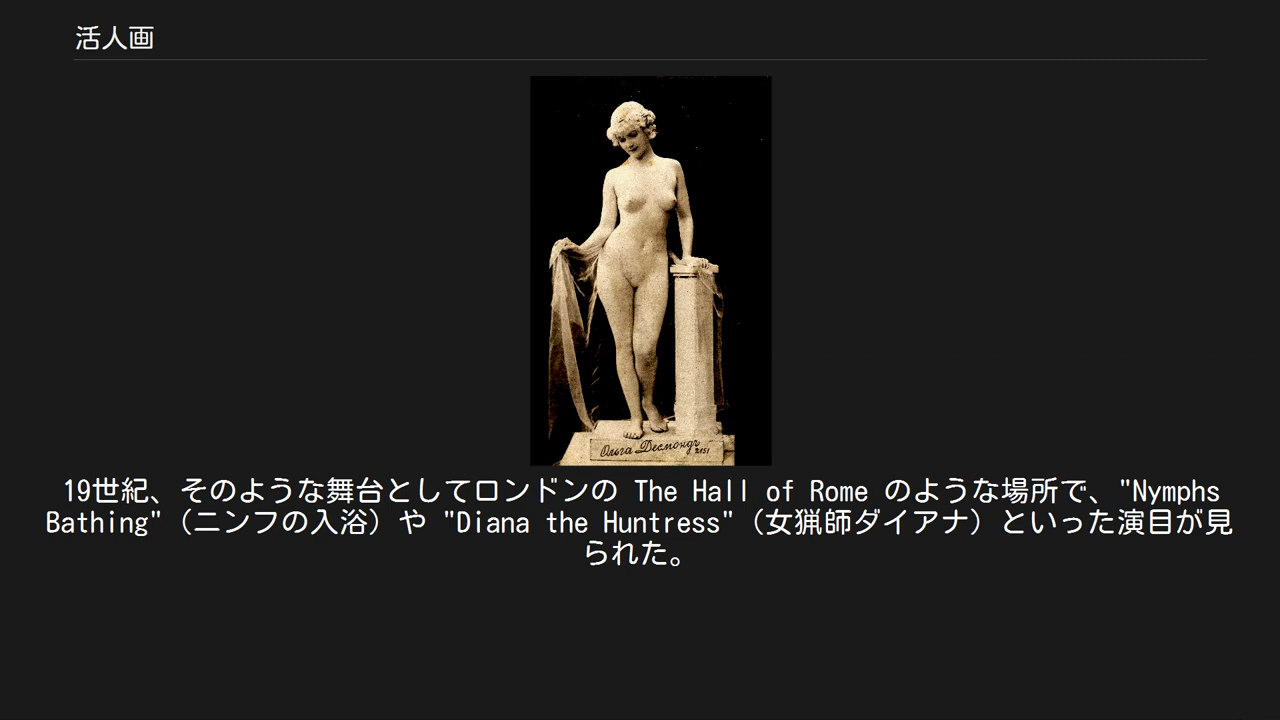 活人画
Ольга Десмондъ
2151
19世紀、そのような舞台としてロンドンの The Hall of Rome のような場所で、"Nymphs
Bathing"（ニンフの入浴）や "Diana the Huntress"（女猟師ダイアナ）といった演目が見
られた。